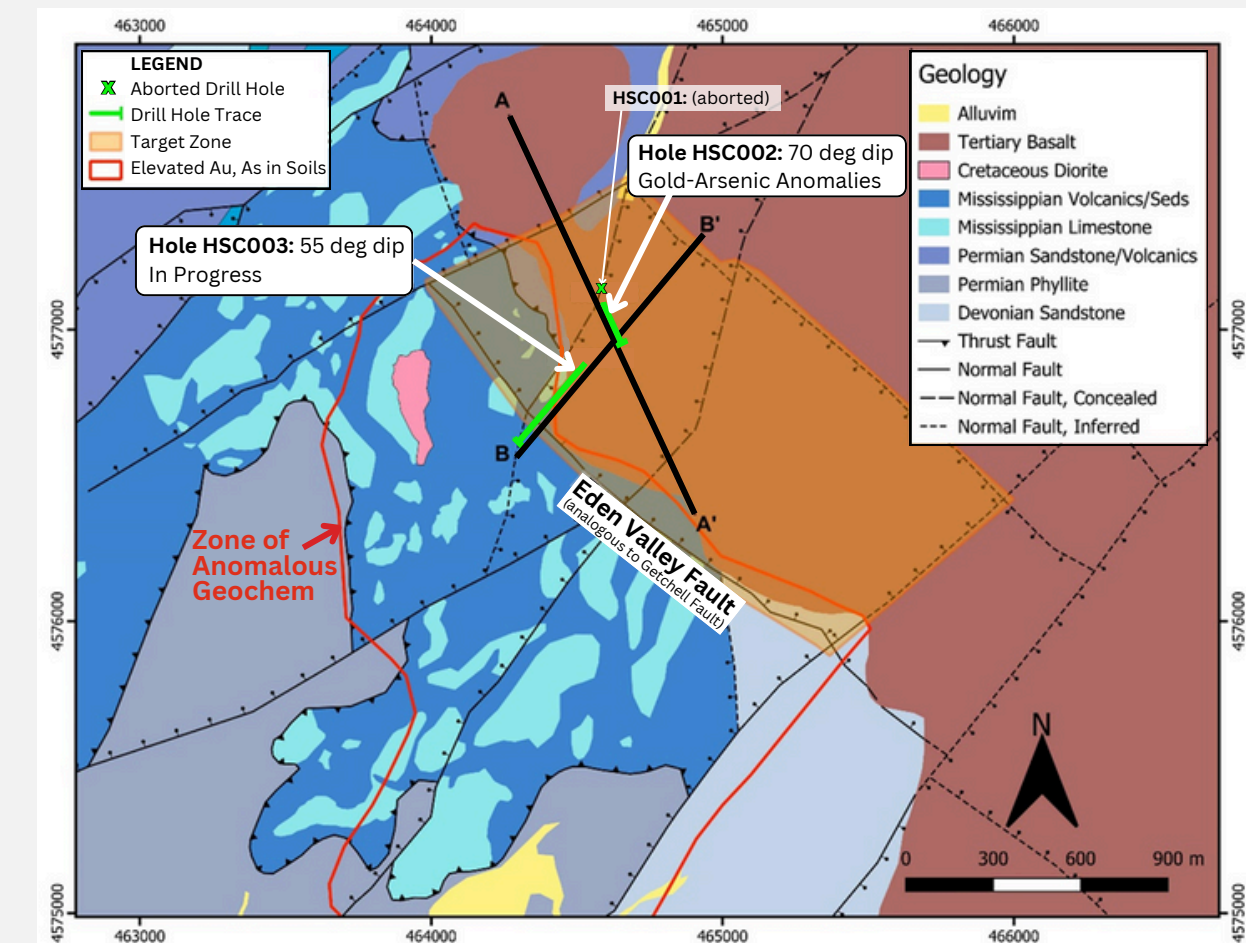 463000
464000
465000
466000
LEGEND
Aborted Drill Hole
Drill Hole Trace
Target Zone
Elevated Au, As in Soils
A
HSC001: (aborted)
Hole HSC002: 70 deg dip
Gold-Arsenic Anomalies
B'
Hole HSC003: 55 deg dip
In Progress
Geology
Alluvim
Tertiary Basalt
Cretaceous Diorite
Mississippian Volcanics/Seds
Mississippian Limestone
Permian Sandstone/Volcanics
Permian Phyllite
Devonian Sandstone
Thrust Fault
Normal Fault
Normal Fault, Concealed
Normal Fault, Inferred
4577000
4577000
B
A'
Eden Valley Fault
(analogous to Getchell Fault)
Zone of
Anomalous
Geochem
4576000
4576000
N
0 300 600 900 m
4575000
4575000
463000
464000
465000
466000